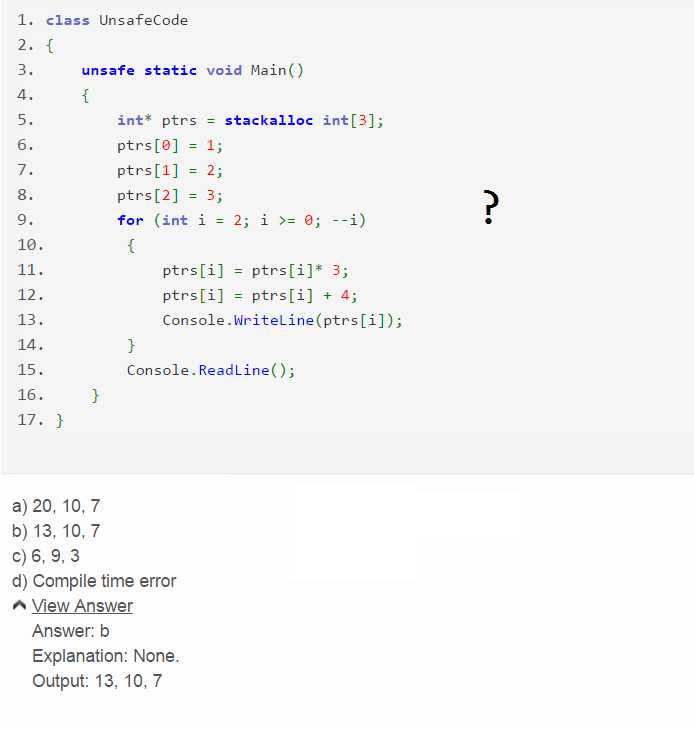 1. class UnsafeCode
2. {
3.     unsafe static void Main()
4.     {
5.         int* ptrs = stackalloc int[3];
6.         ptrs[0] = 1;
7.         ptrs[1] = 2;
8.         ptrs[2] = 3;
9.         for (int i = 2; i >= 0; --i)
10.         {
11.             ptrs[i] = ptrs[i]* 3;
12.             ptrs[i] = ptrs[i] + 4;
13.             Console.WriteLine(ptrs[i]);
14.         }
15.         Console.ReadLine();
16.     }
17. }
?
a) 20, 10, 7
b) 13, 10, 7
c) 6, 9, 3
d) Compile time error
View Answer
Answer: b
Explanation: None.
Output: 13, 10, 7